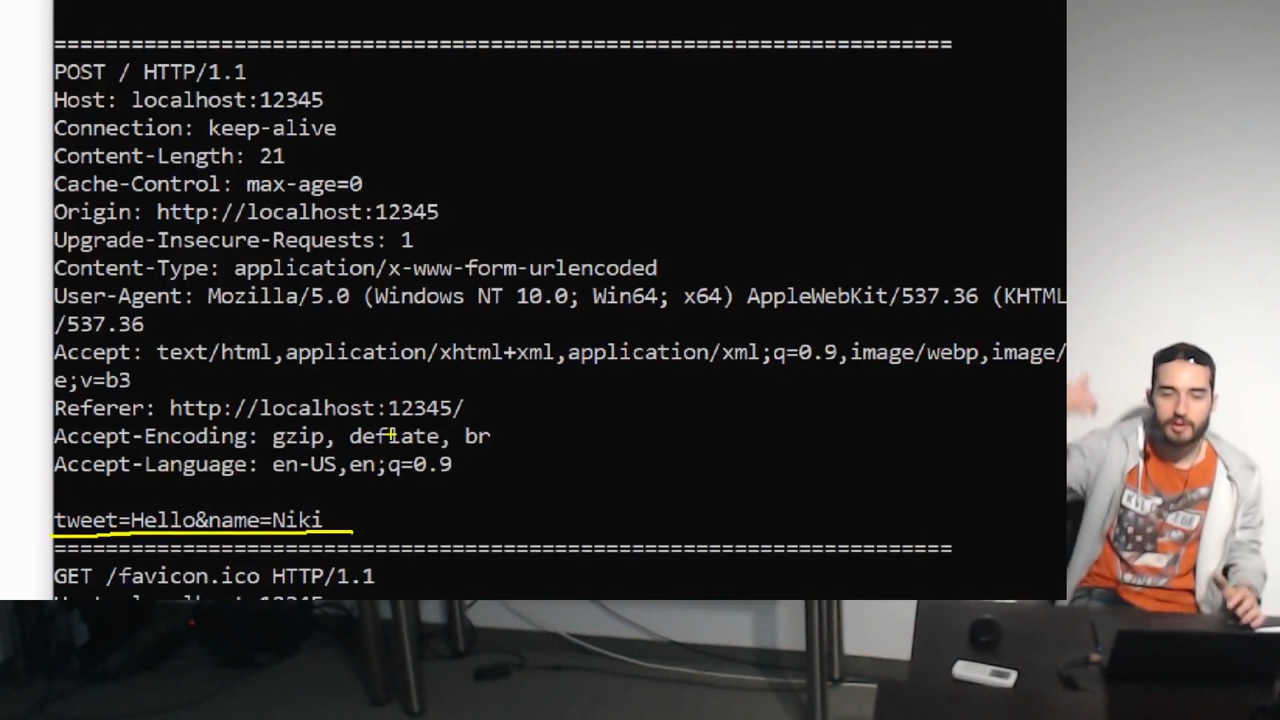 ======================================================================
POST / HTTP/1.1
Host: localhost:12345
Connection: keep-alive
Content-Length: 21
Cache-Control: max-age=0
Origin: http://localhost:12345
Upgrade-Insecure-Requests: 1
Content-Type: application/x-www-form-urlencoded
User-Agent: Mozilla/5.0 (Windows NT 10.0; Win64; x64) AppleWebKit/537.36 (KHTML
/537.36
Accept: text/html,application/xhtml+xml,application/xml;q=0.9,image/webp,image/
e;v=b3
Referer: http://localhost:12345/
Accept-Encoding: gzip, deflate, br
Accept-Language: en-US,en;q=0.9
tweet=Hello&name=Niki
======================================================================
GET /favicon.ico HTTP/1.1